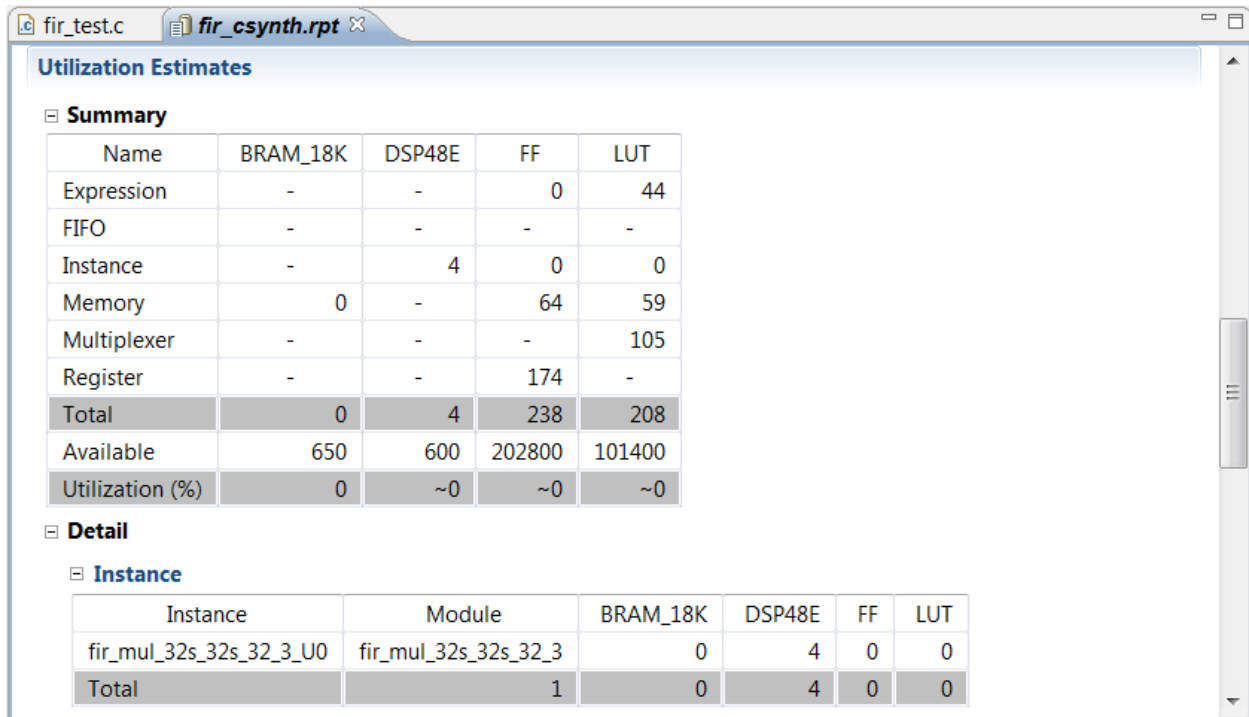 fir_test.c fir_csynth.rpt
Utilization Estimates
Summary
Name BRAM_18K DSP48E FF LUT
Expression - - 0 44
FIFO - - - -
Instance - 4 0 0
Memory 0 - 64 59
Multiplexer - - - 105
Register - - 174 -
Total 0 4 238 208
Available 650 600 202800 101400
Utilization (%) 0 ~0 ~0 ~0
Detail
Instance
Instance Module BRAM_18K DSP48E FF LUT
fir_mul_32s_32s_32_3_U0 fir_mul_32s_32s_32_3 0 4 0 0
Total 1 0 4 0 0